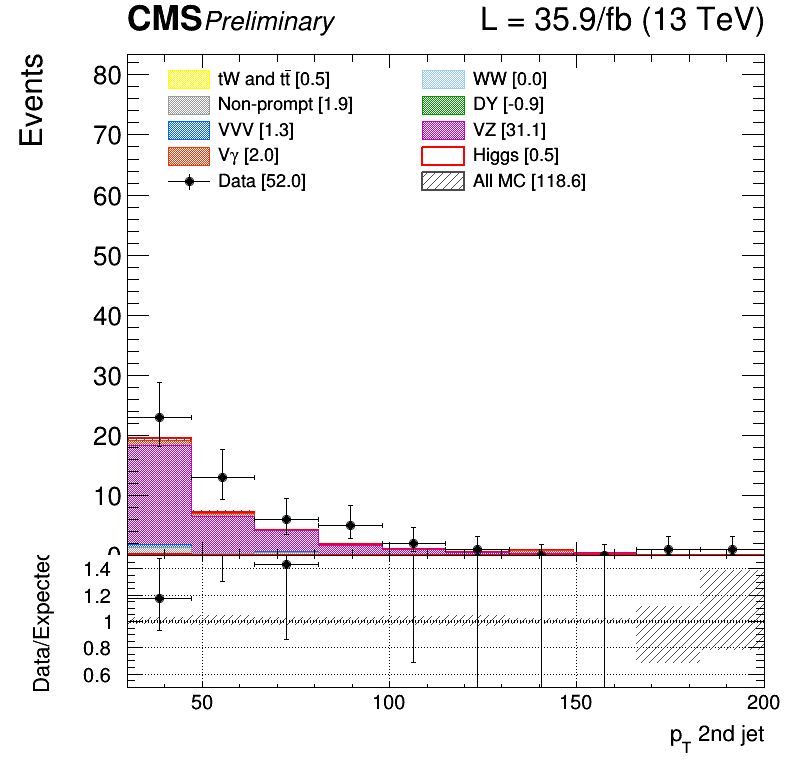 CMS Preliminary L = 35.9/fb (13 TeV)
Events
80
70
60
50
40
30
20
10
0
tW and tt̄ [0.5]
Non-prompt [1.9]
VVV [1.3]
Vγ [2.0]
Data [52.0]
WW [0.0]
DY [-0.9]
VZ [31.1]
Higgs [0.5]
All MC [118.6]
Data/Expected
1.4
1.2
1
0.8
0.6
50 100 150 200
p_T 2nd jet